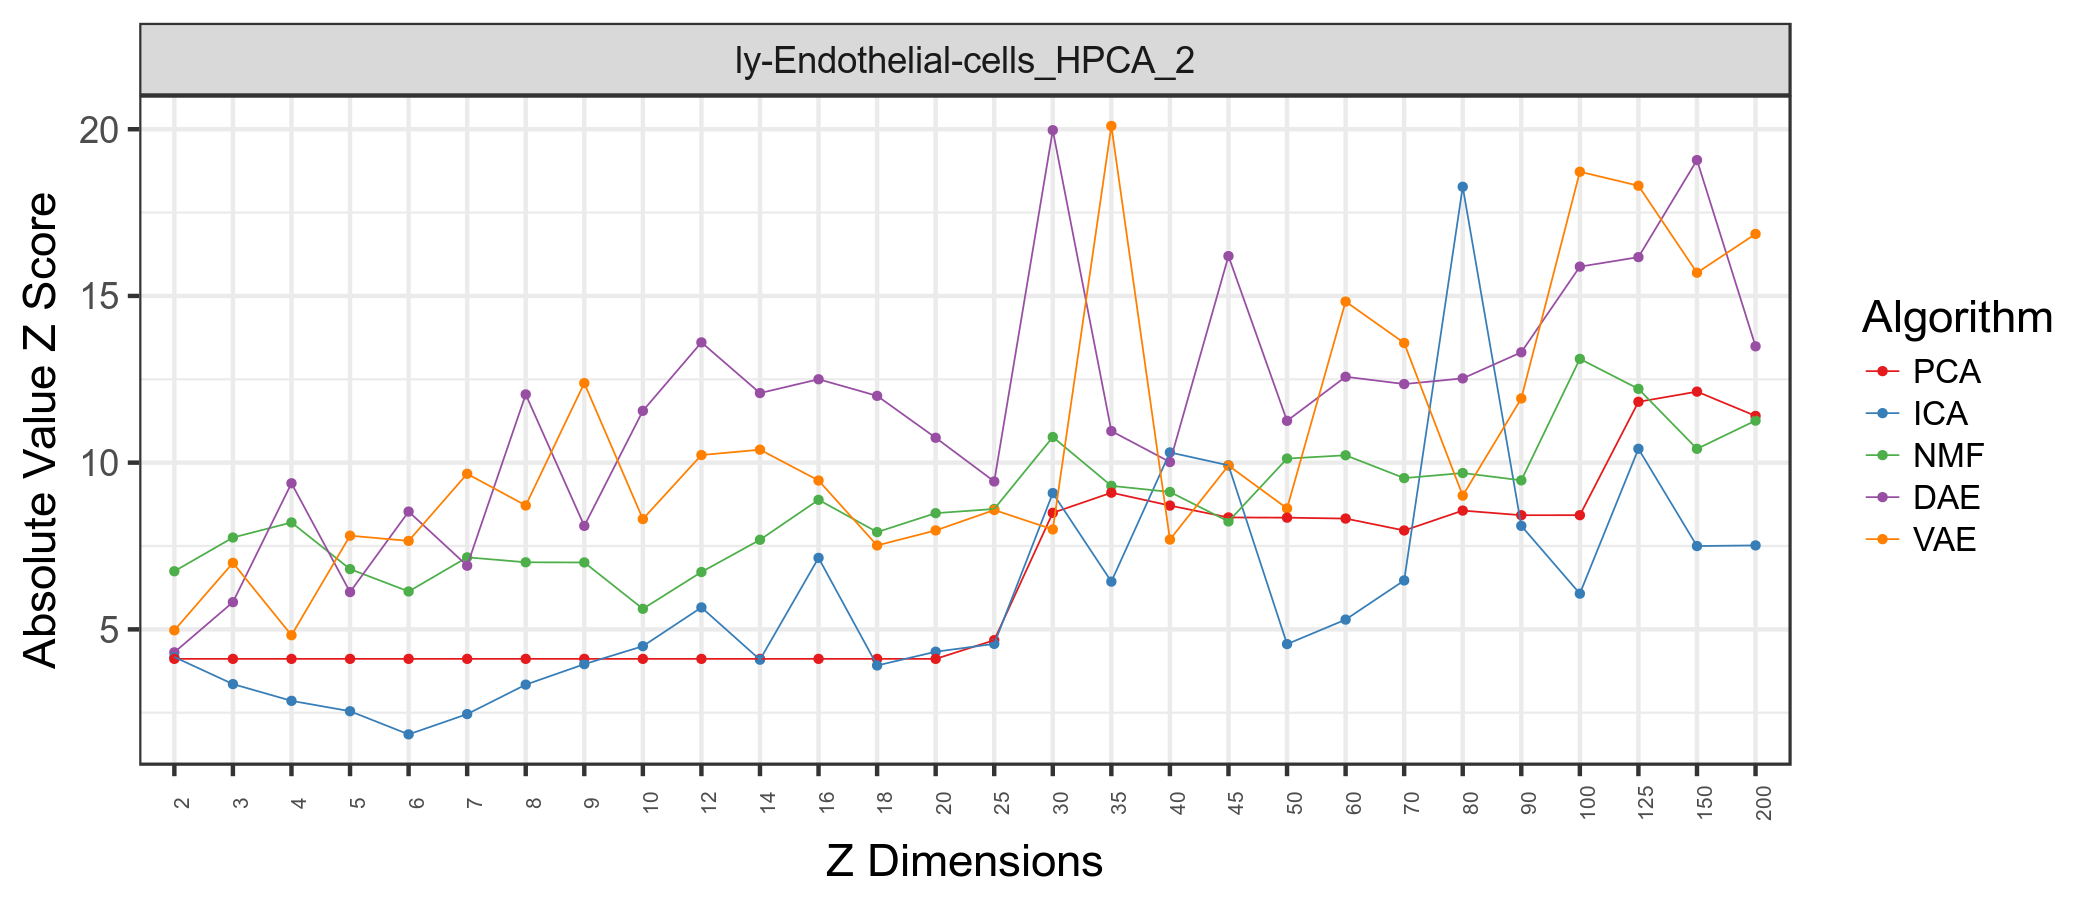 ly-Endothelial-cells_HPCA_2
Absolute Value Z Score
20
15
10
5
2 3 4 5 6 7 8 9 10 12 14 16 18 20 25 30 35 40 45 50 60 70 80 90 100 125 150 200
Z Dimensions
Algorithm
PCA
ICA
NMF
DAE
VAE